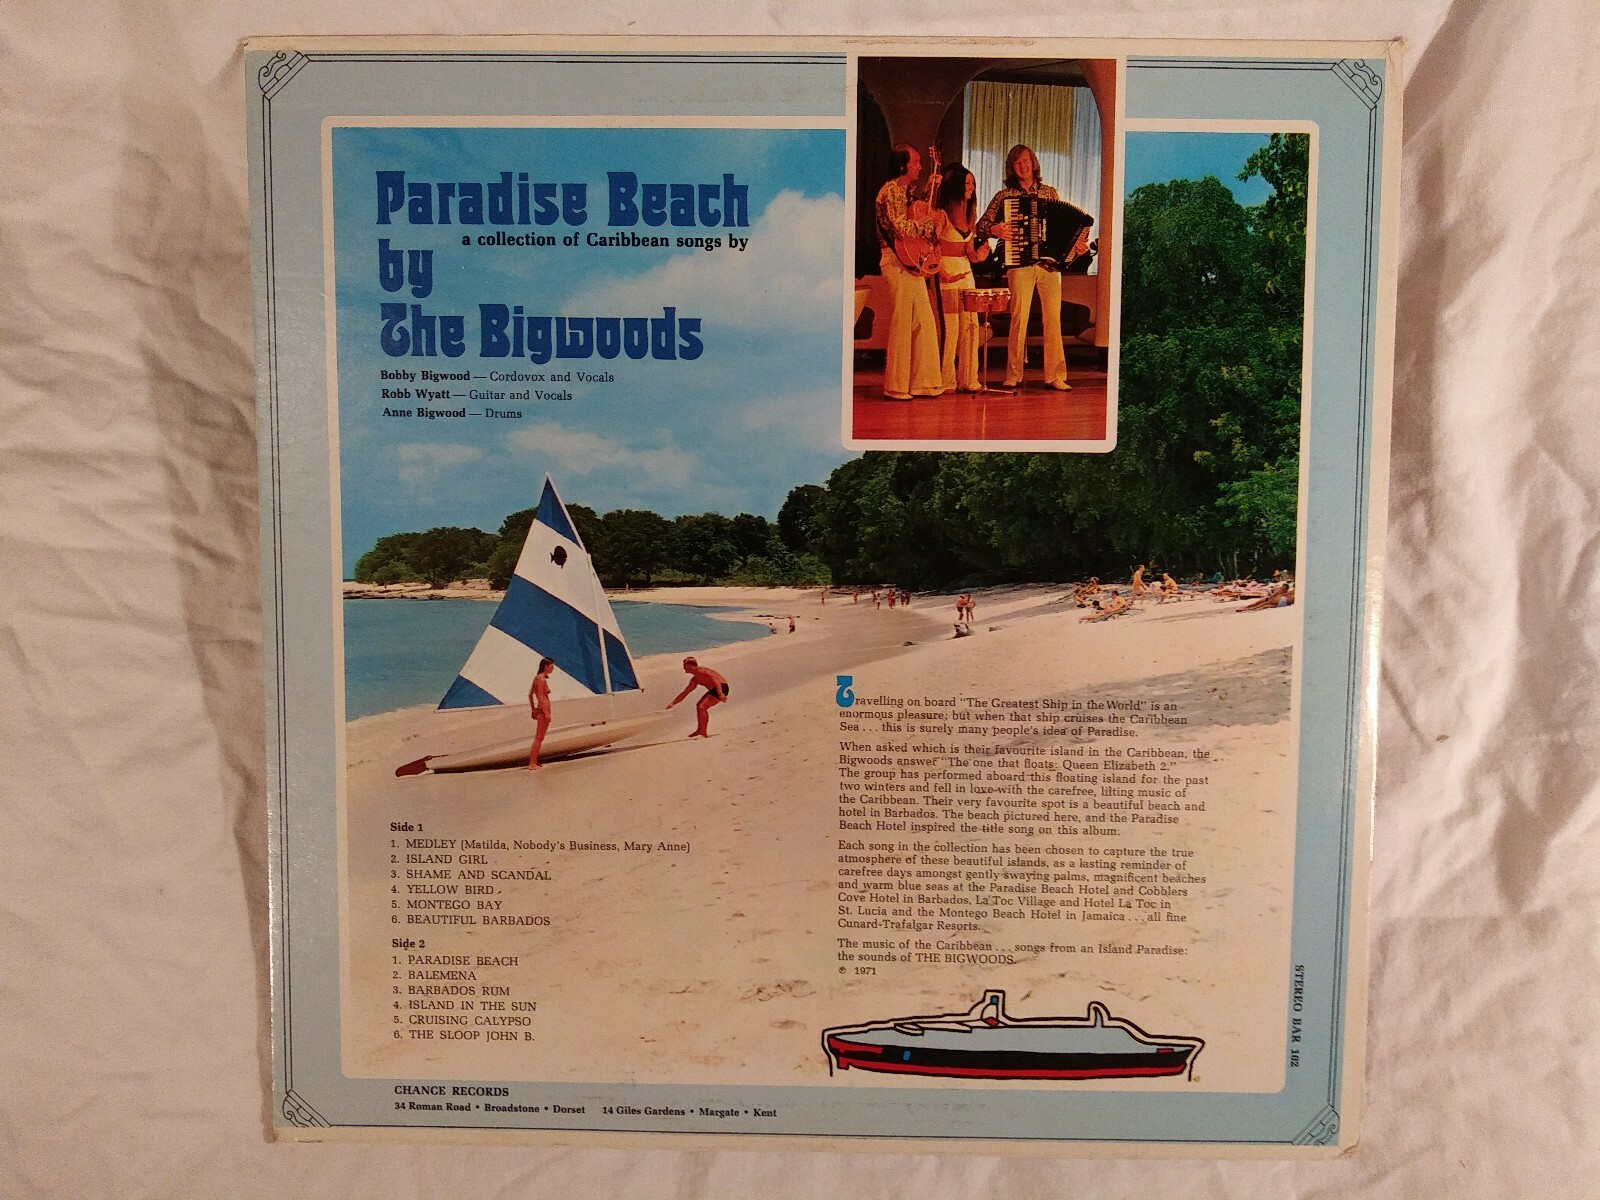 Paradise Beach
a collection of Caribbean songs by
by
The Bigwoods
Bobby Bigwood — Cordovox and Vocals
Robb Wyatt — Guitar and Vocals
Anne Bigwood — Drums
Side 1
1. MEDLEY (Matilda, Nobody's Business, Mary Anne)
2. ISLAND GIRL
3. SHAME AND SCANDAL
4. YELLOW BIRD
5. MONTEGO BAY
6. BEAUTIFUL BARBADOS
Side 2
1. PARADISE BEACH
2. BALEMENA
3. BARBADOS RUM
4. ISLAND IN THE SUN
5. CRUISING CALYPSO
6. THE SLOOP JOHN B.
Travelling on board "The Greatest Ship in the World" is an
enormous pleasure; but when that ship cruises the Caribbean
Sea . . . this is surely many people's idea of Paradise.
When asked which is their favourite island in the Caribbean, the
Bigwoods answer "The one that floats: Queen Elizabeth 2."
The group has performed aboard this floating island for the past
two winters and fell in love with the carefree, lilting music of
the Caribbean. Their very favourite spot is a beautiful beach and
hotel in Barbados. The beach pictured here, and the Paradise
Beach Hotel inspired the title song on this album.
Each song in the collection has been chosen to capture the true
atmosphere of these beautiful islands, as a lasting reminder of
carefree days amongst gently swaying palms, magnificent beaches
and warm blue seas at the Paradise Beach Hotel and Cobblers
Cove Hotel in Barbados, La Toc Village and Hotel La Toc in
St. Lucia and the Montego Beach Hotel in Jamaica . . . all fine
Cunard-Trafalgar Resorts.
The music of the Caribbean . . . songs from an Island Paradise:
the sounds of THE BIGWOODS.
℗ 1971
STEREO BAR 102
CHANCE RECORDS
34 Roman Road • Broadstone • Dorset 14 Giles Gardens • Margate • Kent